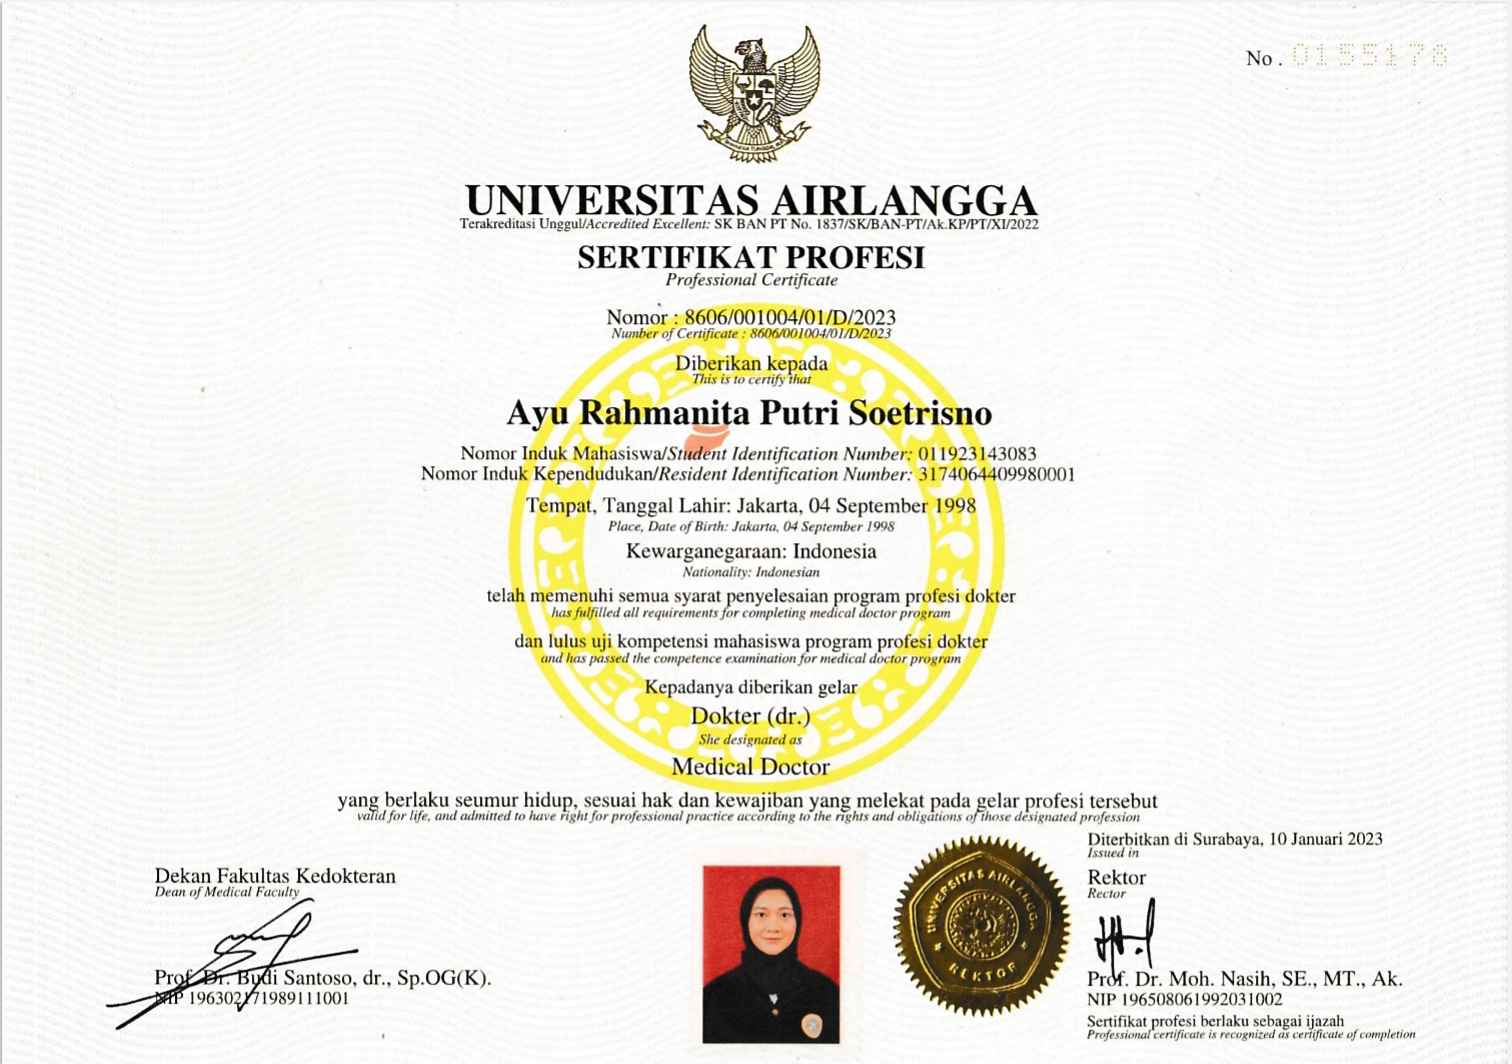 No . 0155178
UNIVERSITAS AIRLANGGA
Terakreditasi Unggul/Accredited Excellent: SK BAN PT No. 1837/SK/BAN-PT/Ak.KP/PT/XI/2022
SERTIFIKAT PROFESI
Professional Certificate
Nomor : 8606/001004/01/D/2023
Number of Certificate : 8606/001004/01/D/2023
Diberikan kepada
This is to certify that
Ayu Rahmanita Putri Soetrisno
Nomor Induk Mahasiswa/Student Identification Number: 011923143083
Nomor Induk Kependudukan/Resident Identification Number: 3174064409980001
Tempat, Tanggal Lahir: Jakarta, 04 September 1998
Place, Date of Birth: Jakarta, 04 September 1998
Kewarganegaraan: Indonesia
Nationality: Indonesian
telah memenuhi semua syarat penyelesaian program profesi dokter
has fulfilled all requirements for completing medical doctor program
dan lulus uji kompetensi mahasiswa program profesi dokter
and has passed the competence examination for medical doctor program
Kepadanya diberikan gelar
Dokter (dr.)
She designated as
Medical Doctor
yang berlaku seumur hidup, sesuai hak dan kewajiban yang melekat pada gelar profesi tersebut
valid for life, and admitted to have right for professional practice according to the rights and obligations of those designated profession
Diterbitkan di Surabaya, 10 Januari 2023
Issued in
Dekan Fakultas Kedokteran
Dean of Medical Faculty
Prof. Dr. Budi Santoso, dr., Sp.OG(K).
NIP 196302171989111001
UNIVERSITAS AIRLANGGA
REKTOR
Rektor
Rector
Prof. Dr. Moh. Nasih, SE., MT., Ak.
NIP 196508061992031002
Sertifikat profesi berlaku sebagai ijazah
Professional certificate is recognized as certificate of completion